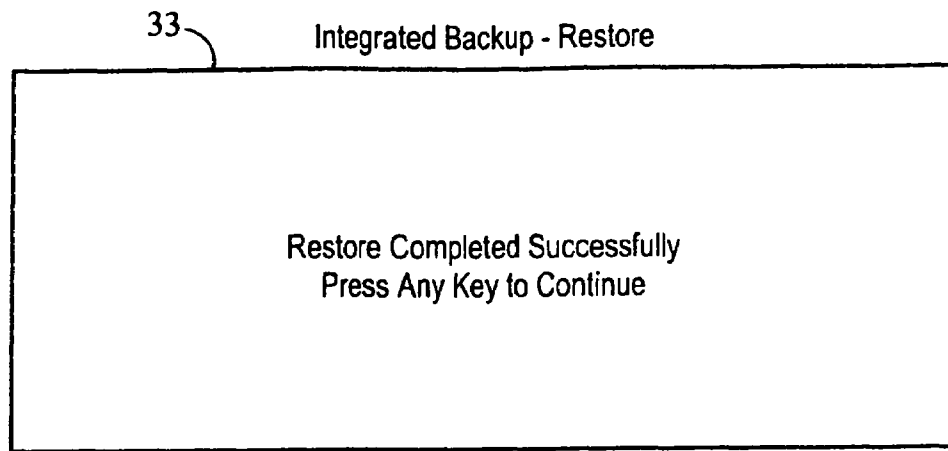 33
Integrated Backup - Restore
Restore Completed Successfully
Press Any Key to Continue